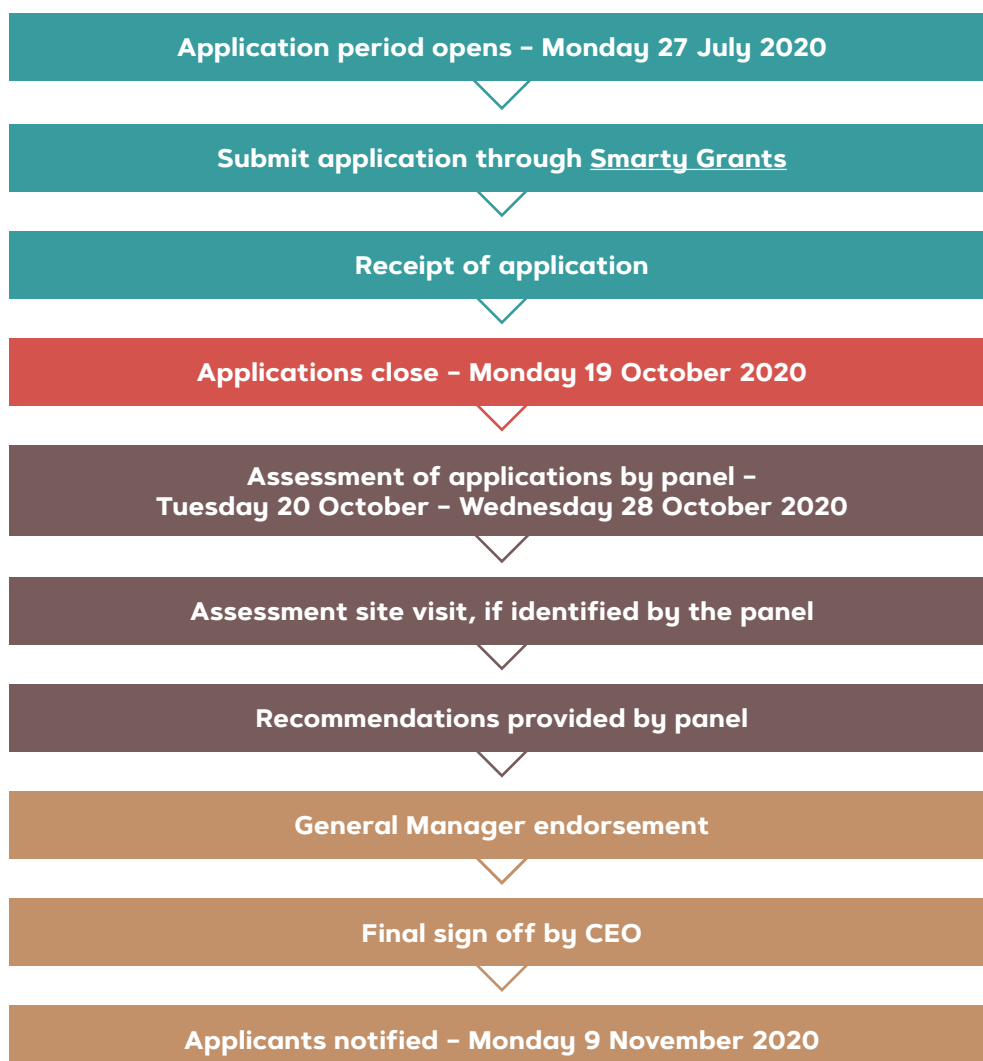 Application period opens – Monday 27 July 2020
Submit application through Smarty Grants
Receipt of application
Applications close – Monday 19 October 2020
Assessment of applications by panel –
Tuesday 20 October – Wednesday 28 October 2020
Assessment site visit, if identified by the panel
Recommendations provided by panel
General Manager endorsement
Final sign off by CEO
Applicants notified – Monday 9 November 2020